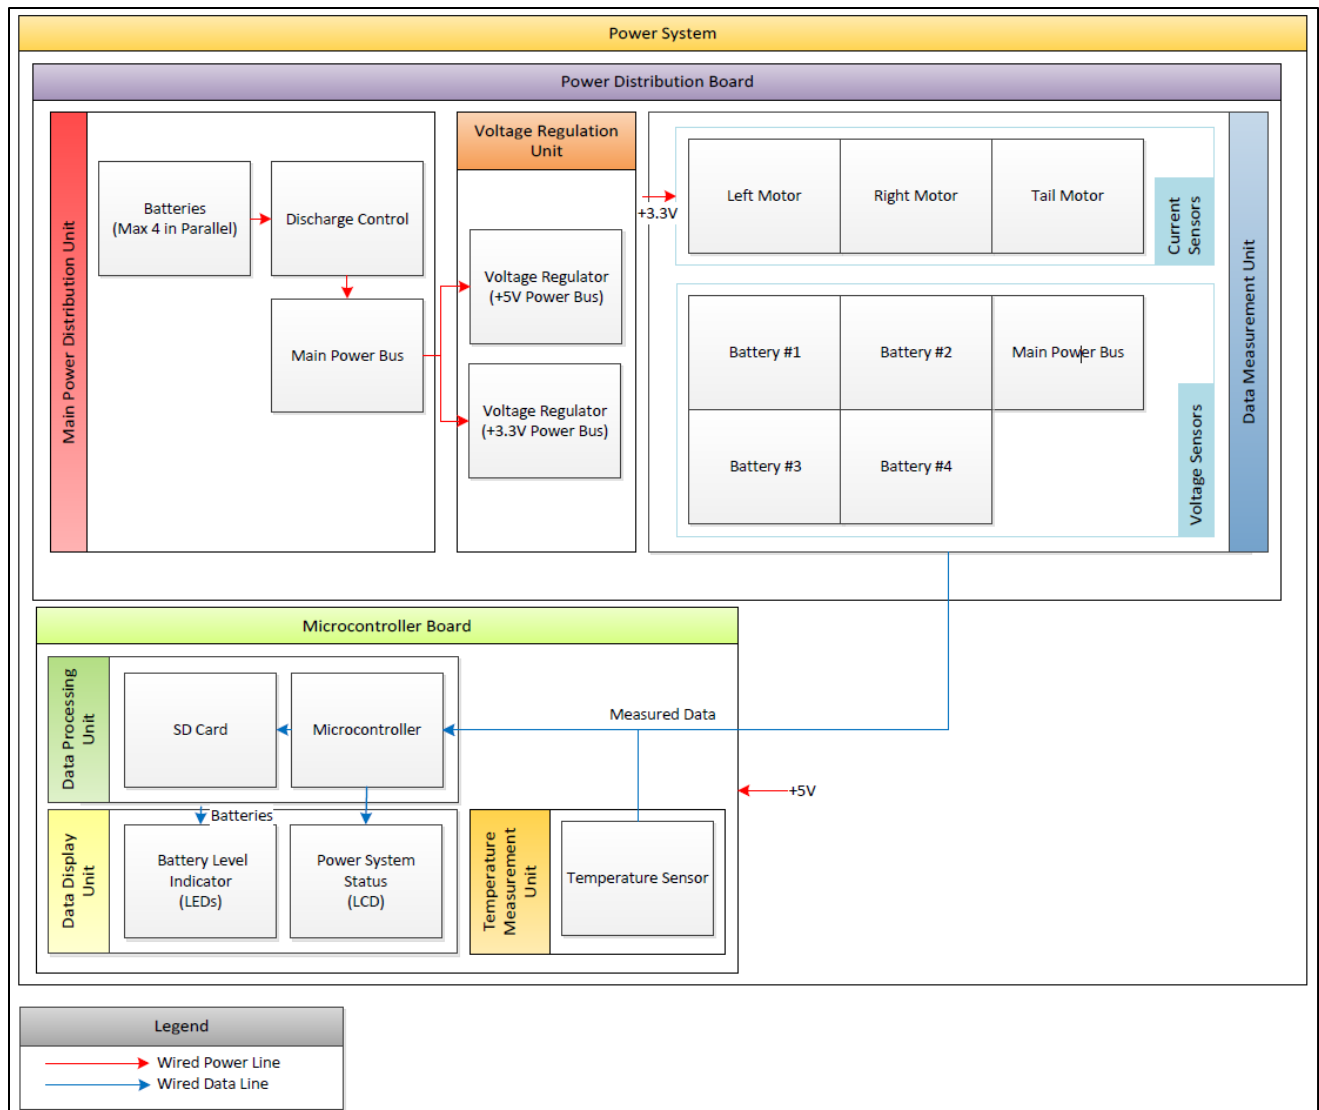 Power System
Power Distribution Board
Main Power Distribution Unit
Batteries
(Max 4 in Parallel)
Discharge Control
Main Power Bus
Voltage Regulation
Unit
Voltage Regulator
(+5V Power Bus)
Voltage Regulator
(+3.3V Power Bus)
+3.3V
Left Motor
Right Motor
Tail Motor
Current
Sensors
Battery #1
Battery #2
Main Power Bus
Battery #3
Battery #4
Voltage Sensors
Data Measurement Unit
Microcontroller Board
Data Processing
Unit
SD Card
Microcontroller
Measured Data
+5V
Data Display
Unit
Batteries
Battery Level
Indicator
(LEDs)
Power System
Status
(LCD)
Temperature
Measurement
Unit
Temperature Sensor
Legend
Wired Power Line
Wired Data Line